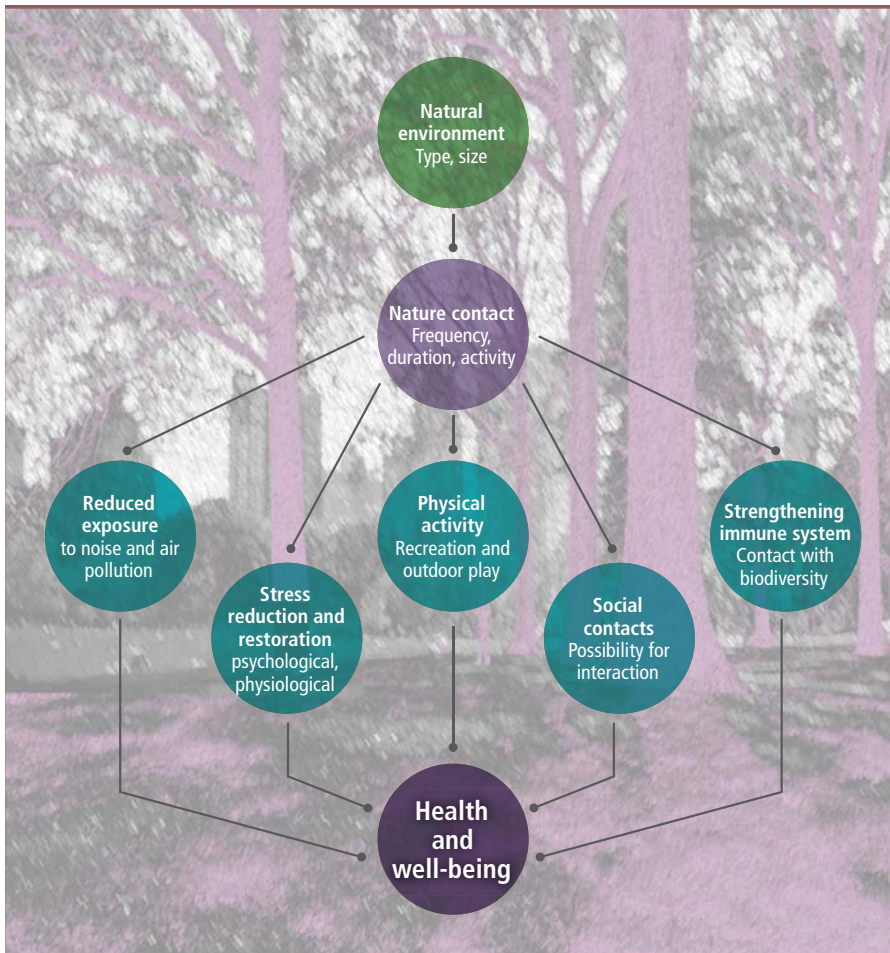 Natural
environment
Type, size
Nature contact
Frequency,
duration, activity
Reduced
exposure
to noise and air
pollution
Stress
reduction and
restoration
psychological,
physiological
Physical
activity
Recreation and
outdoor play
Social
contacts
Possibility for
interaction
Strengthening
immune system
Contact with
biodiversity
Health
and
well-being